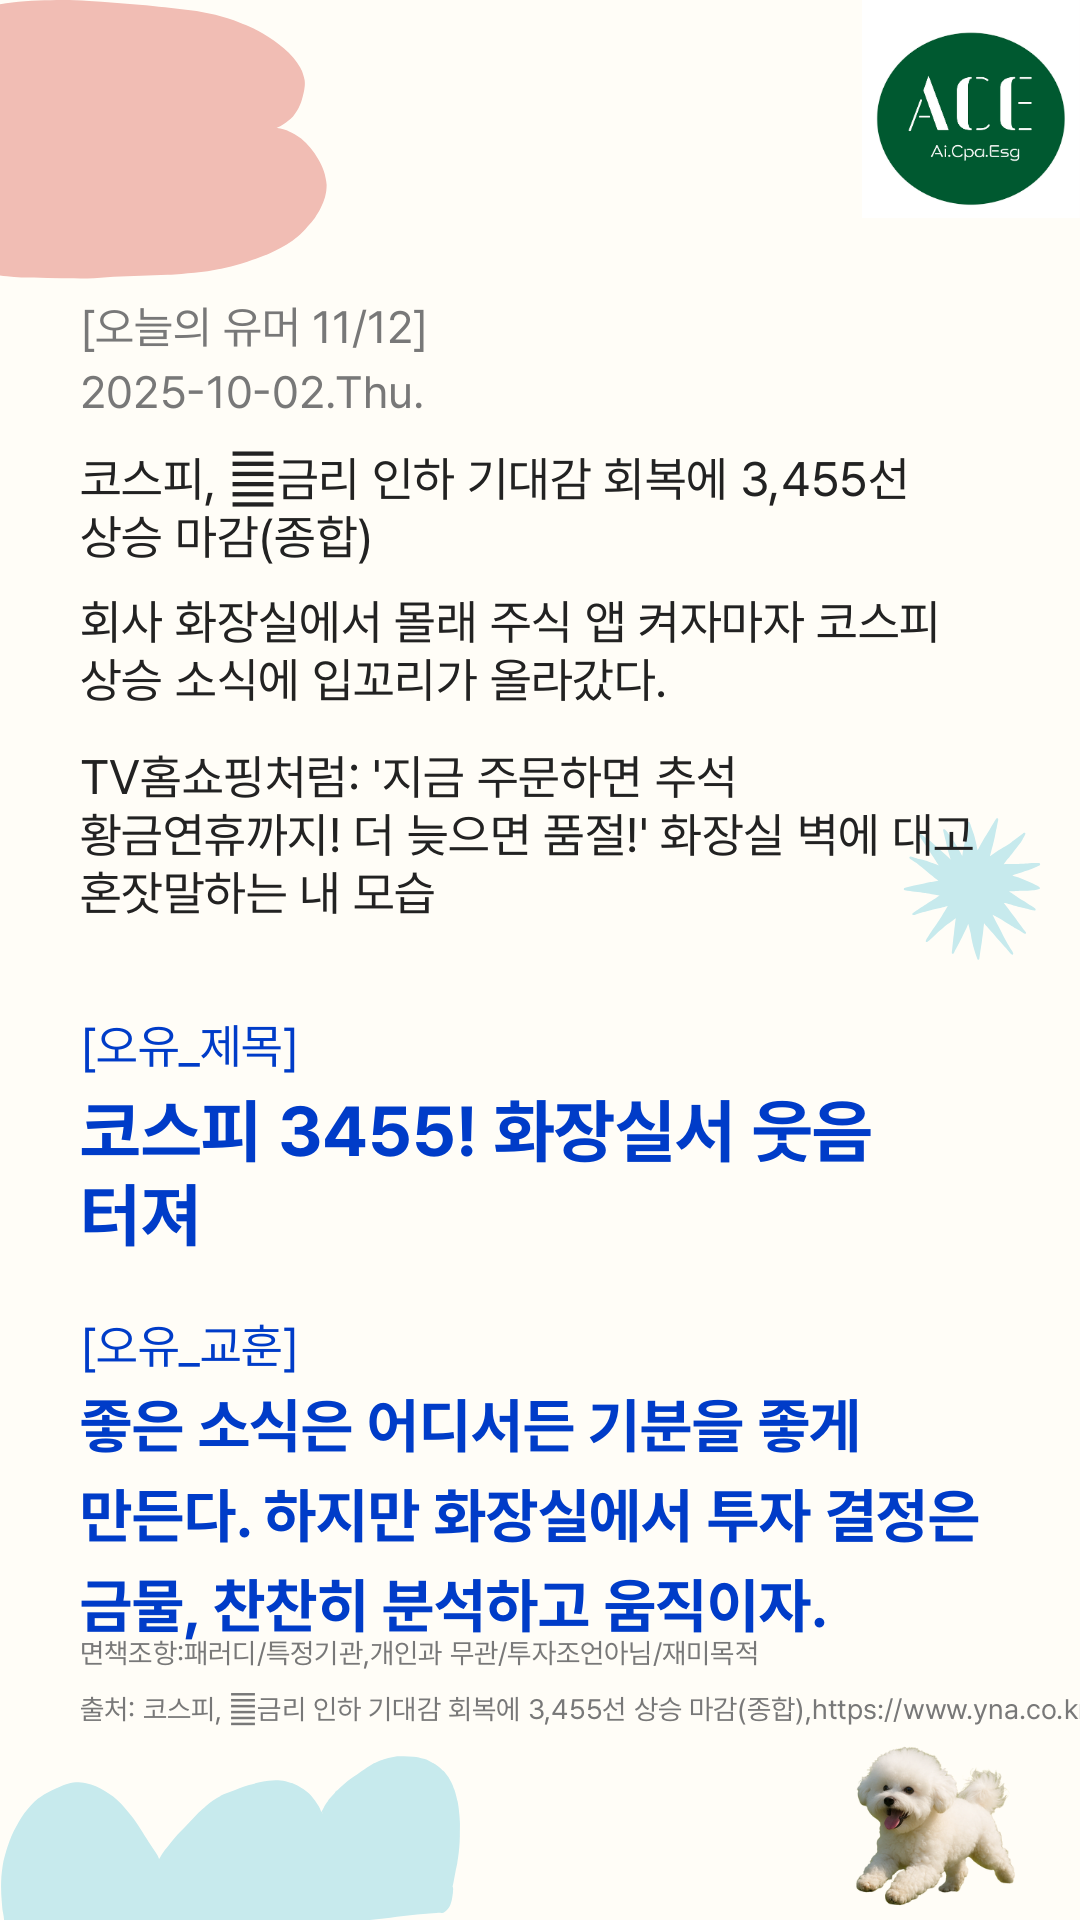 ACE
Ai.Cpa.Esg
[오늘의 유머 11/12]
2025-10-02.Thu.
코스피, 금리 인하 기대감 회복에 3,455선
상승 마감(종합)
회사 화장실에서 몰래 주식 앱 켜자마자 코스피
상승 소식에 입꼬리가 올라갔다.
TV홈쇼핑처럼: '지금 주문하면 추석
황금연휴까지! 더 늦으면 품절!' 화장실 벽에 대고
혼잣말하는 내 모습
[오유_제목]
코스피 3455! 화장실서 웃음
터져
[오유_교훈]
좋은 소식은 어디서든 기분을 좋게
만든다. 하지만 화장실에서 투자 결정은
금물, 찬찬히 분석하고 움직이자.
면책조항:패러디/특정기관,개인과 무관/투자조언아님/재미목적
출처: 코스피, 금리 인하 기대감 회복에 3,455선 상승 마감(종합),https://www.yna.co.k